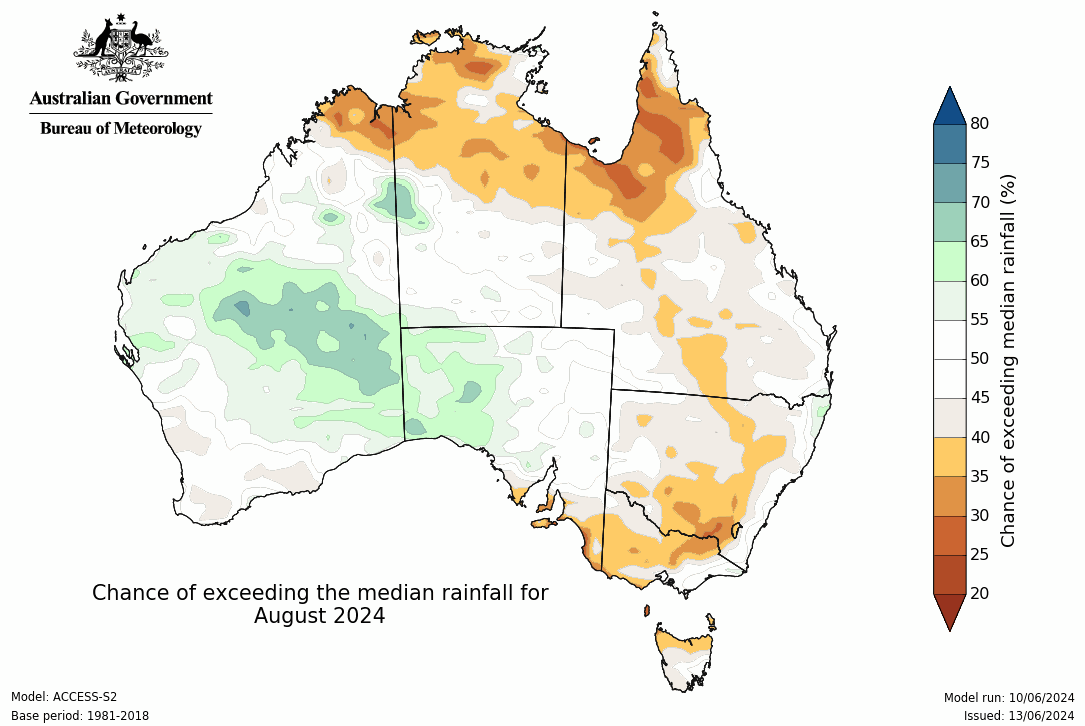 Australian Government
Bureau of Meteorology
80
75
70
65
60
55
50
45
40
35
30
25
20
Chance of exceeding median rainfall (%)
Chance of exceeding the median rainfall for
August 2024
Model: ACCESS-S2
Base period: 1981-2018
Model run: 10/06/2024
Issued: 13/06/2024